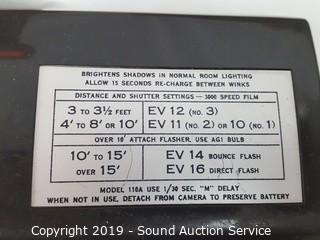 BRIGHTENS SHADOWS IN NORMAL ROOM LIGHTING
ALLOW 15 SECONDS RE-CHARGE BETWEEN WINKS
DISTANCE AND SHUTTER SETTINGS — 3000 SPEED FILM
3 TO 3½ FEET EV 12 (NO. 3)
4' TO 8' OR 10' EV 11 (NO. 2) OR 10 (NO. 1)
OVER 10' ATTACH FLASHER, USE AG1 BULB
10' TO 15' EV 14 BOUNCE FLASH
OVER 15' EV 16 DIRECT FLASH
MODEL 110A USE 1/30 SEC. "M" DELAY
WHEN NOT IN USE, DETACH FROM CAMERA TO PRESERVE BATTERY
Copyright 2019 - Sound Auction Service